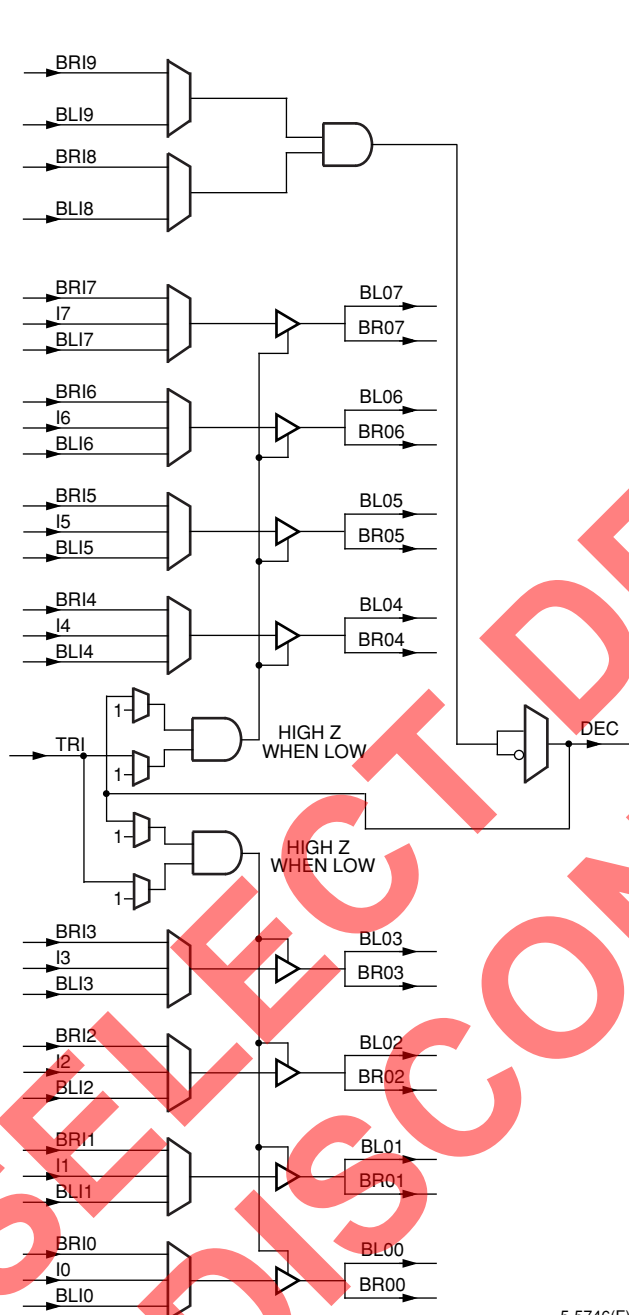 BRI9
BLI9
BRI8
BLI8
BRI7
I7
BLI7
BL07
BR07
BRI6
I6
BLI6
BL06
BR06
BRI5
I5
BLI5
BL05
BR05
BRI4
I4
BLI4
BL04
BR04
1
TRI
1
HIGH Z
WHEN LOW
DEC
1
1
HIGH Z
WHEN LOW
BRI3
I3
BLI3
BL03
BR03
BRI2
I2
BLI2
BL02
BR02
BRI1
I1
BLI1
BL01
BR01
BRI0
I0
BLI0
BL00
BR00
SELECT DE
DISCON